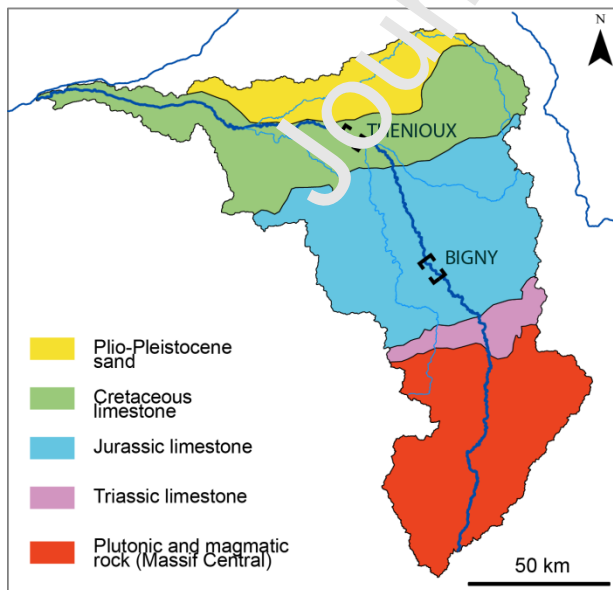 Jour
N
THENIOUX
BIGNY
Plio-Pleistocene
sand
Cretaceous
limestone
Jurassic limestone
Triassic limestone
Plutonic and magmatic
rock (Massif Central)
50 km